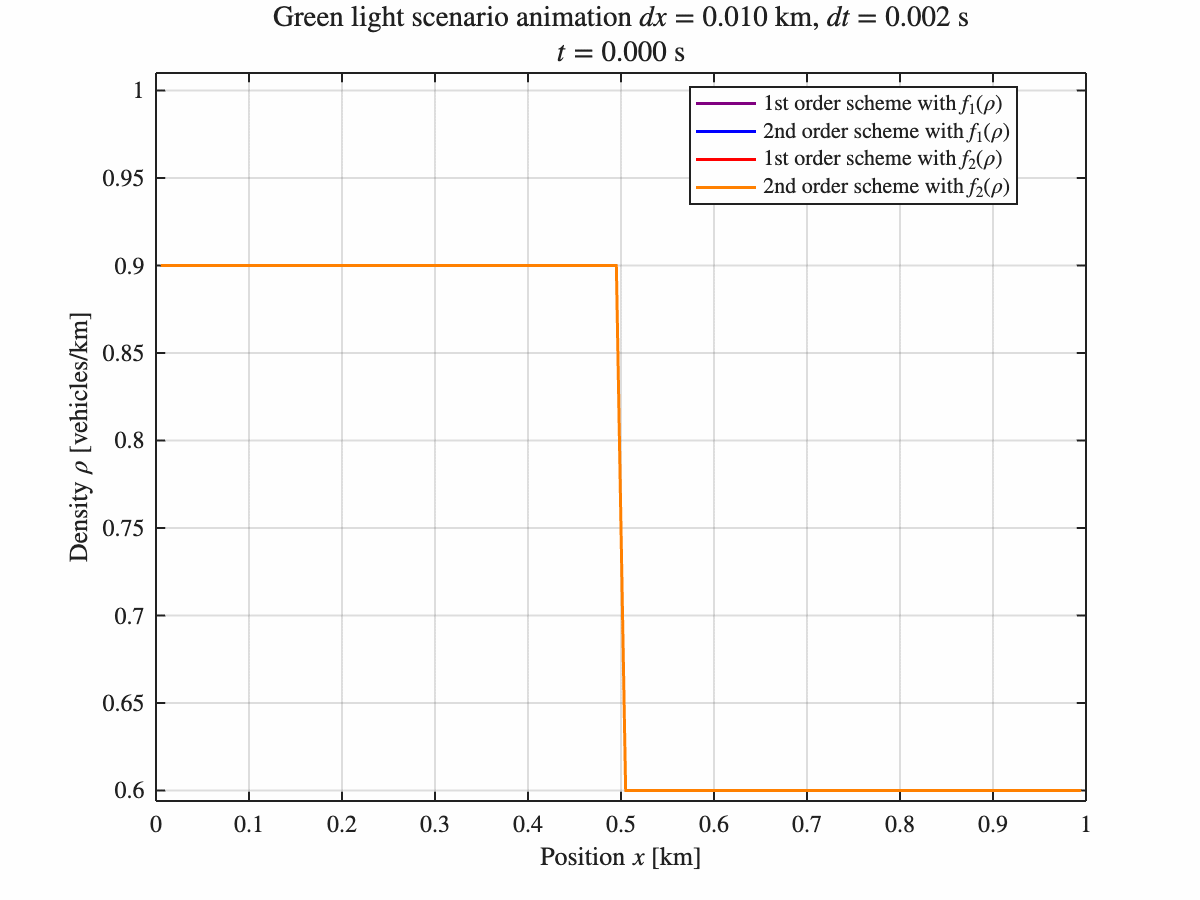 Green light scenario animation dx = 0.010 km, dt = 0.002 s
t = 0.000 s
1st order scheme with f₁(ρ)
2nd order scheme with f₁(ρ)
1st order scheme with f₂(ρ)
2nd order scheme with f₂(ρ)
Density ρ [vehicles/km]
1
0.95
0.9
0.85
0.8
0.75
0.7
0.65
0.6
0 0.1 0.2 0.3 0.4 0.5 0.6 0.7 0.8 0.9 1
Position x [km]